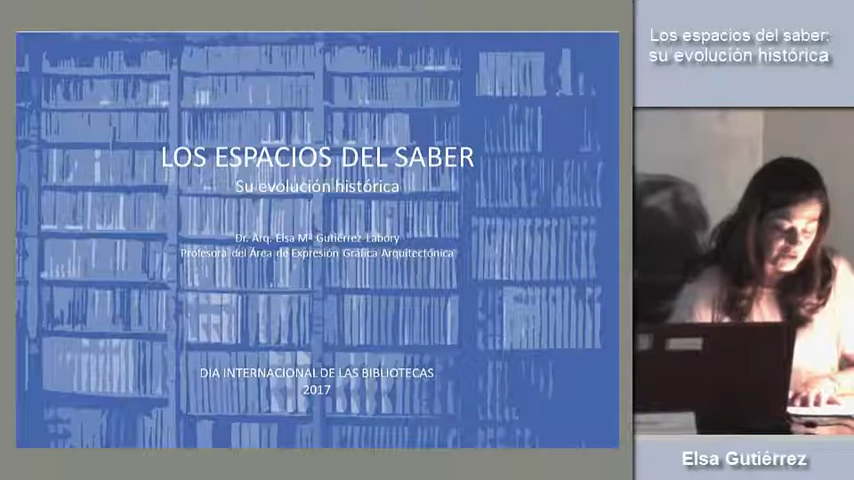 LOS ESPACIOS DEL SABER
Su evolución histórica
Dr. Arq. Elsa Mª Gutiérrez Labory
Profesora del Área de Expresión Gráfica Arquitectónica
DIA INTERNACIONAL DE LAS BIBLIOTECAS
2017
Los espacios del saber:
su evolución histórica
Elsa Gutiérrez